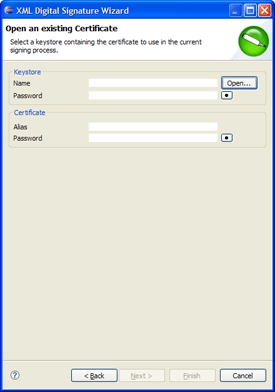 XML Digital Signature Wizard
Open an existing Certificate
Select a keystore containing the certificate to use in the current
signing process.
Keystore
Name
Open...
Password
Certificate
Alias
Password
?
< Back
Next >
Finish
Cancel